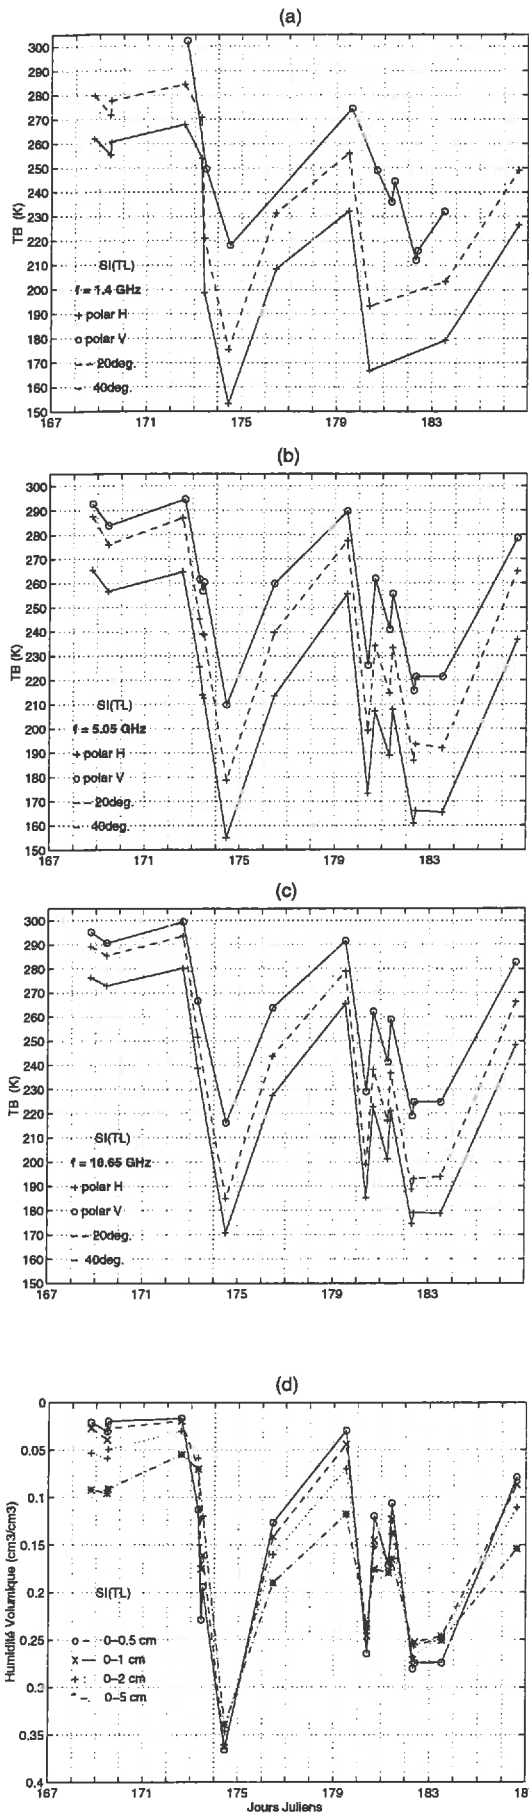 (a)
300
290
280
270
260
250
240
230
220
210
200
190
180
170
160
150
TB (K)
SI(TL)
f = 1.4 GHz
+ polar H
o polar V
-- 20deg.
- 40deg.
167 171 175 179 183
(b)
300
290
280
270
260
250
240
230
220
210
200
190
180
170
160
150
TB (K)
SI(TL)
f = 5.05 GHz
+ polar H
o polar V
-- 20deg.
- 40deg.
167 171 175 179 183
(c)
300
290
280
270
260
250
240
230
220
210
200
190
180
170
160
150
TB (K)
SI(TL)
f = 10.65 GHz
+ polar H
o polar V
-- 20deg.
- 40deg.
167 171 175 179 183
(d)
0
0.05
0.1
0.15
0.2
0.25
0.3
0.35
0.4
Humidité Volumique (cm3/cm3)
SI(TL)
o - 0-0.5 cm
x -- 0-1 cm
+ : 0-2 cm
* -. 0-5 cm
167 171 175 179 183
Jours Juliens